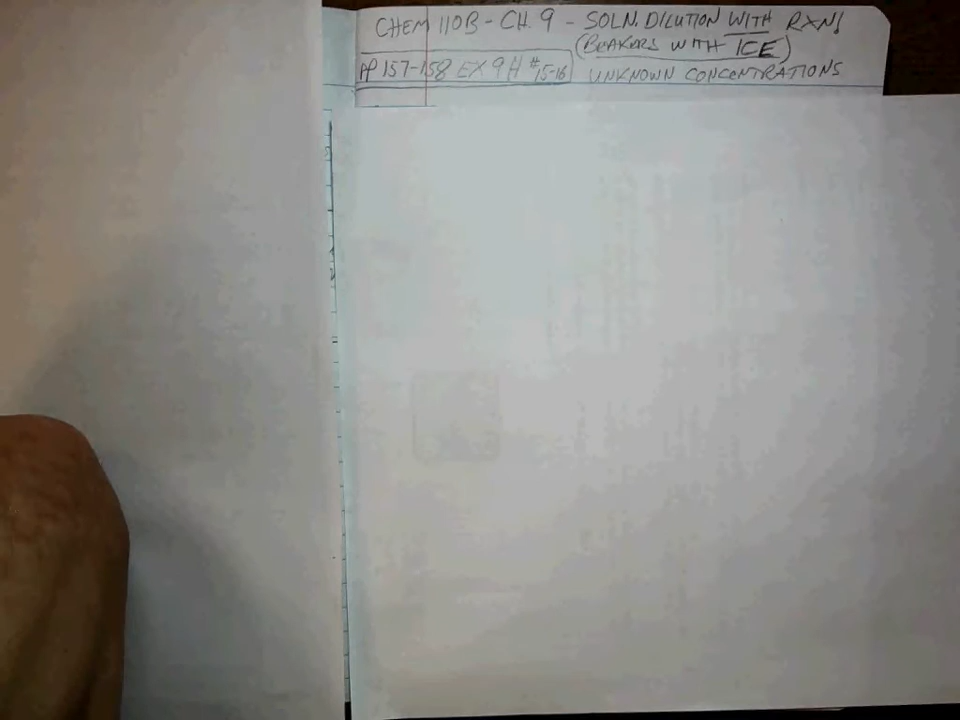 CHEM 110B - CH. 9 - SOLN. DILUTION WITH RXN!
(BEAKERS WITH ICE)
PP 157-158 EX 9H #15-16 UNKNOWN CONCENTRATIONS